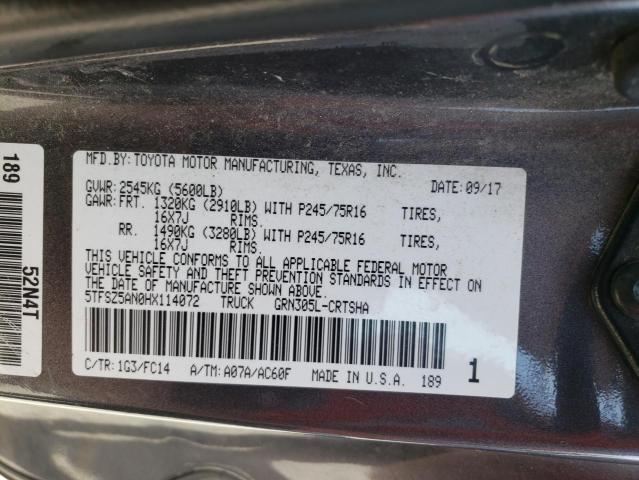 MFD.BY:TOYOTA MOTOR MANUFACTURING, TEXAS, INC.
GVWR:2545KG (5600LB) DATE:09/17
GAWR:FRT. 1320KG (2910LB) WITH P245/75R16 TIRES,
16X7J RIMS.
RR. 1490KG (3280LB) WITH P245/75R16 TIRES,
16X7J RIMS.
THIS VEHICLE CONFORMS TO ALL APPLICABLE FEDERAL MOTOR
VEHICLE SAFETY AND THEFT PREVENTION STANDARDS IN EFFECT ON
THE DATE OF MANUFACTURE SHOWN ABOVE.
5TFSZ5AN0HX114072 TRUCK GRN305L-CRTSHA
C/TR:1G3/FC14 A/TM:A07A/AC60F MADE IN U.S.A. 189 1
189
52N4T